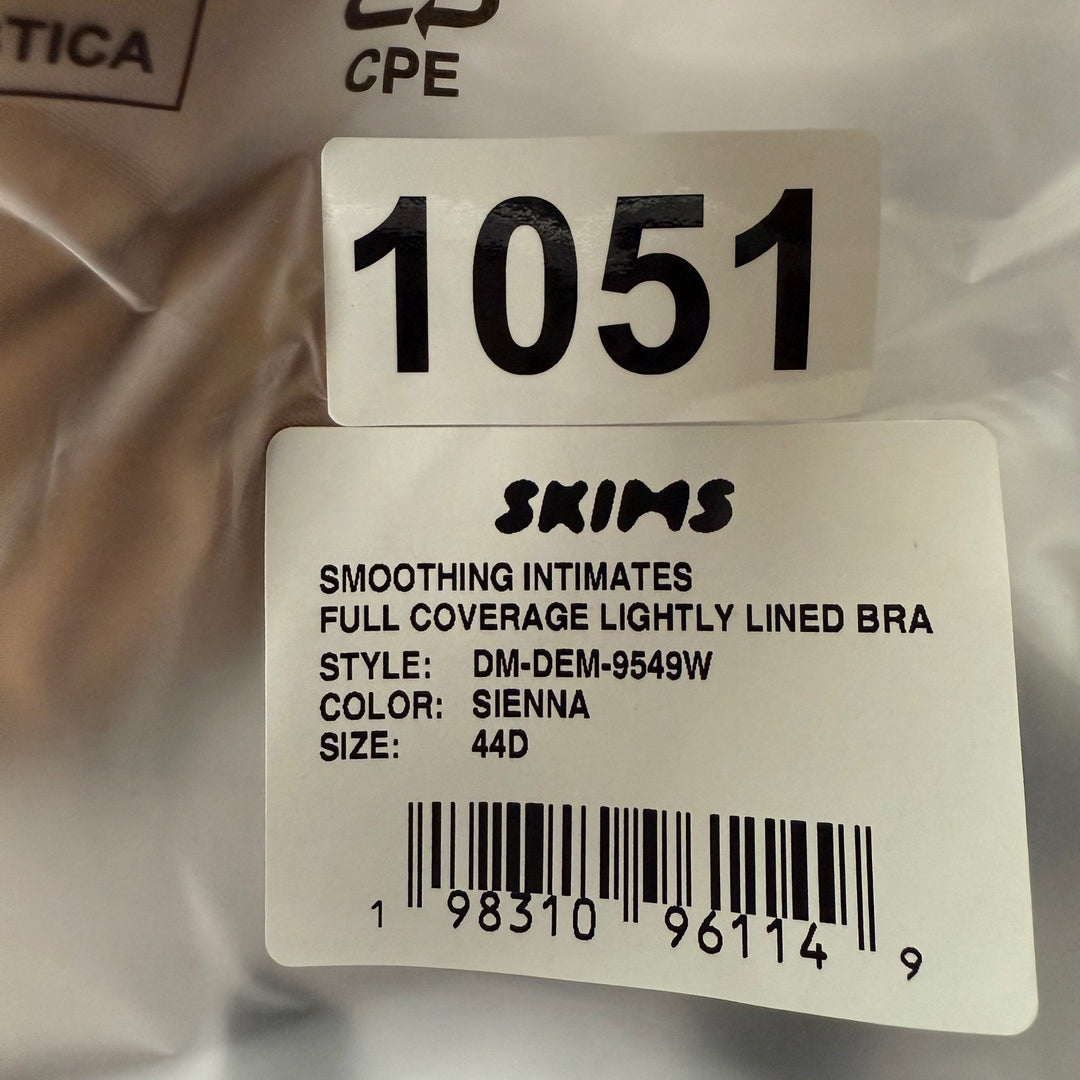 STICA
CPE
1051
SKIMS
SMOOTHING INTIMATES
FULL COVERAGE LIGHTLY LINED BRA
STYLE: DM-DEM-9549W
COLOR: SIENNA
SIZE: 44D
1 98310 96114 9